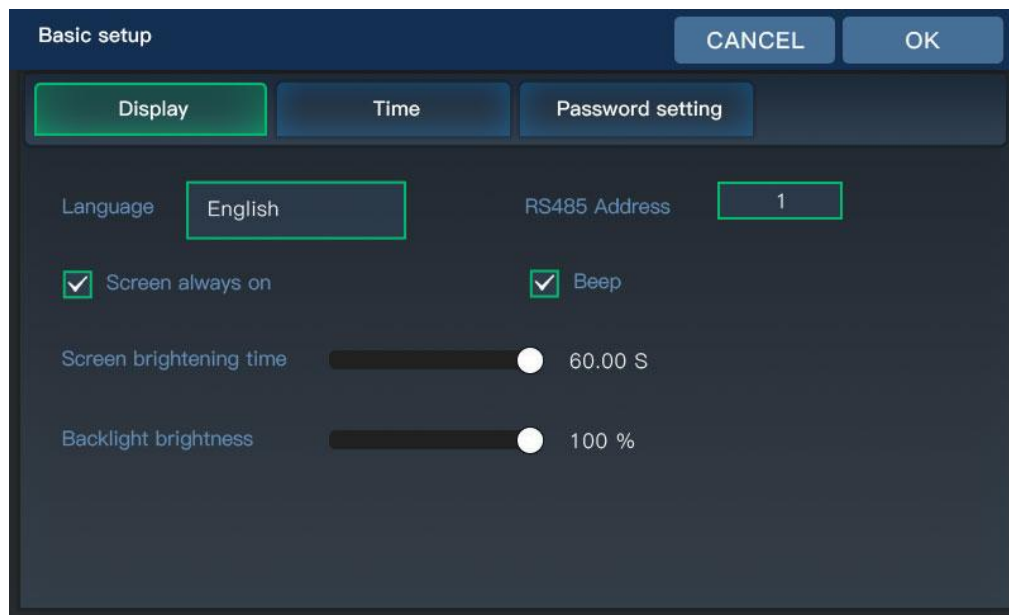 Basic setup CANCEL OK
Display Time Password setting
Language English RS485 Address 1
Screen always on Beep
Screen brightening time 60.00 S
Backlight brightness 100 %